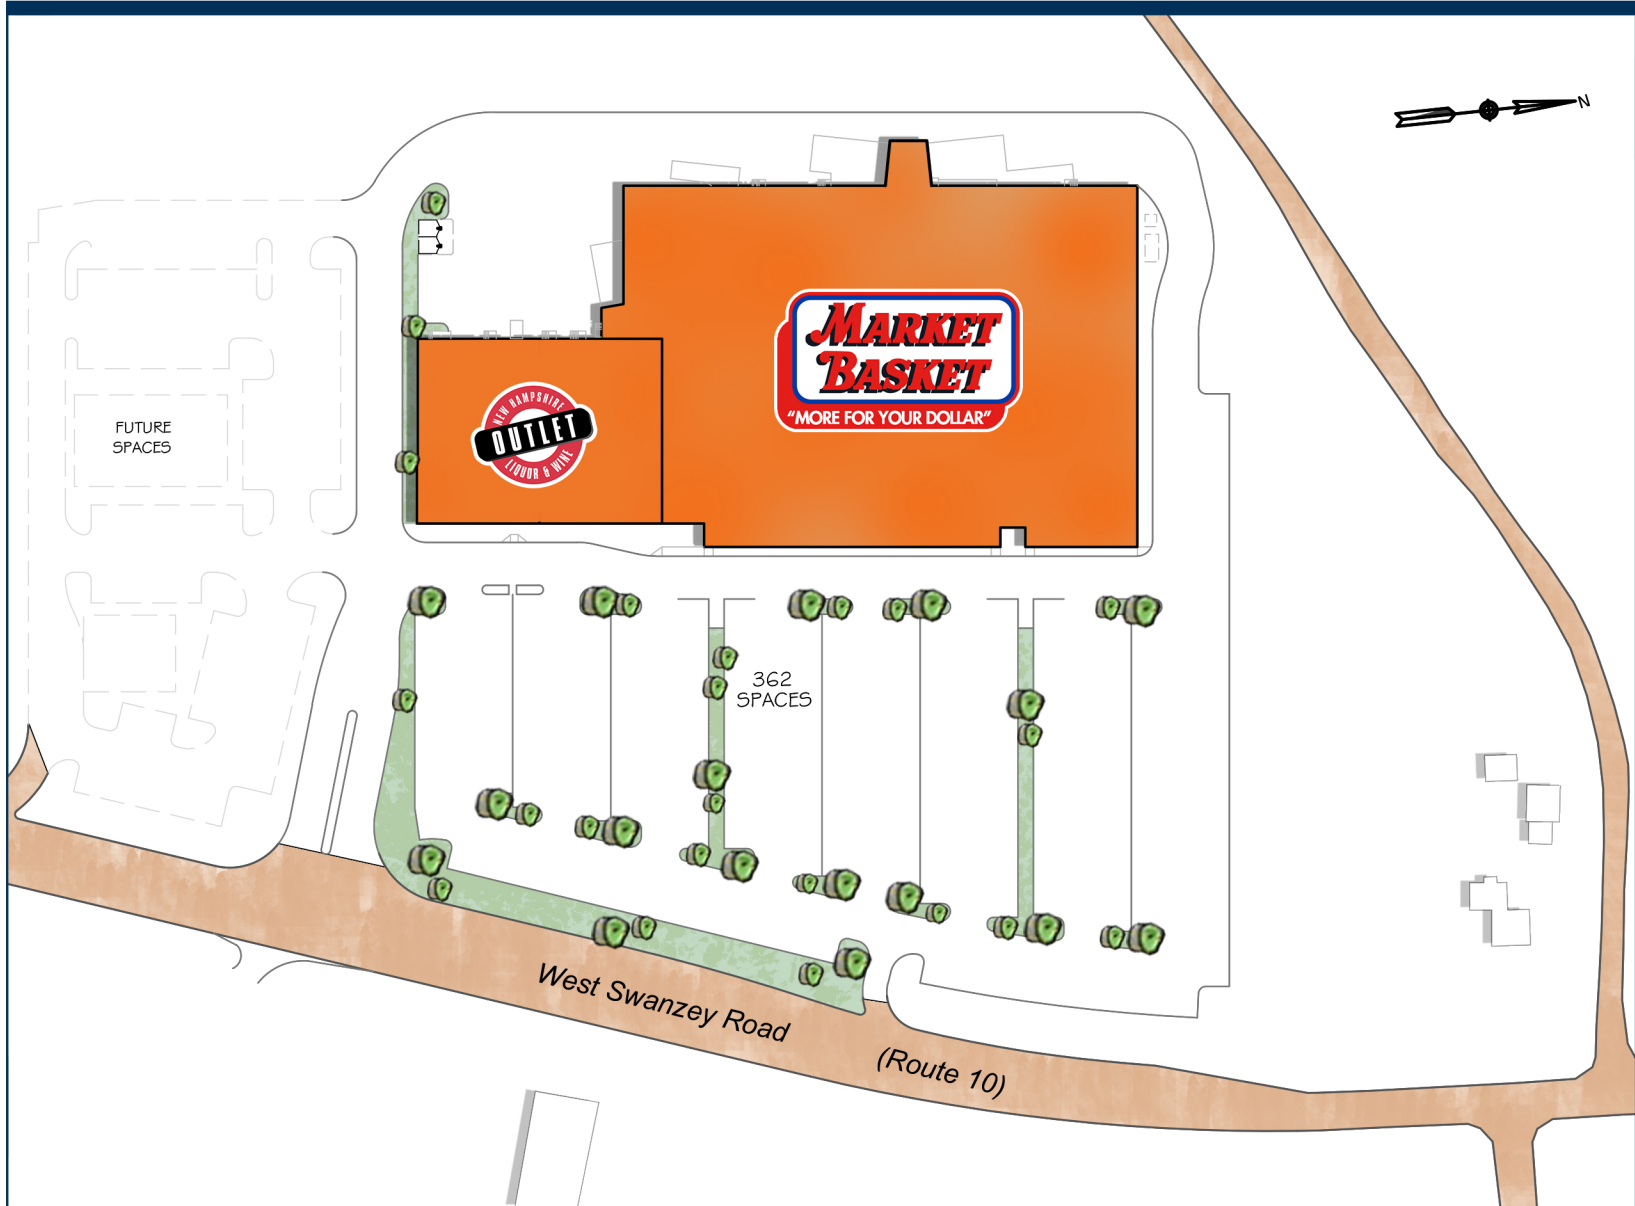 N
MARKET
BASKET
"MORE FOR YOUR DOLLAR"
NEW HAMPSHIRE
OUTLET
LIQUOR & WINE
FUTURE
SPACES
362
SPACES
West Swanzey Road
(Route 10)